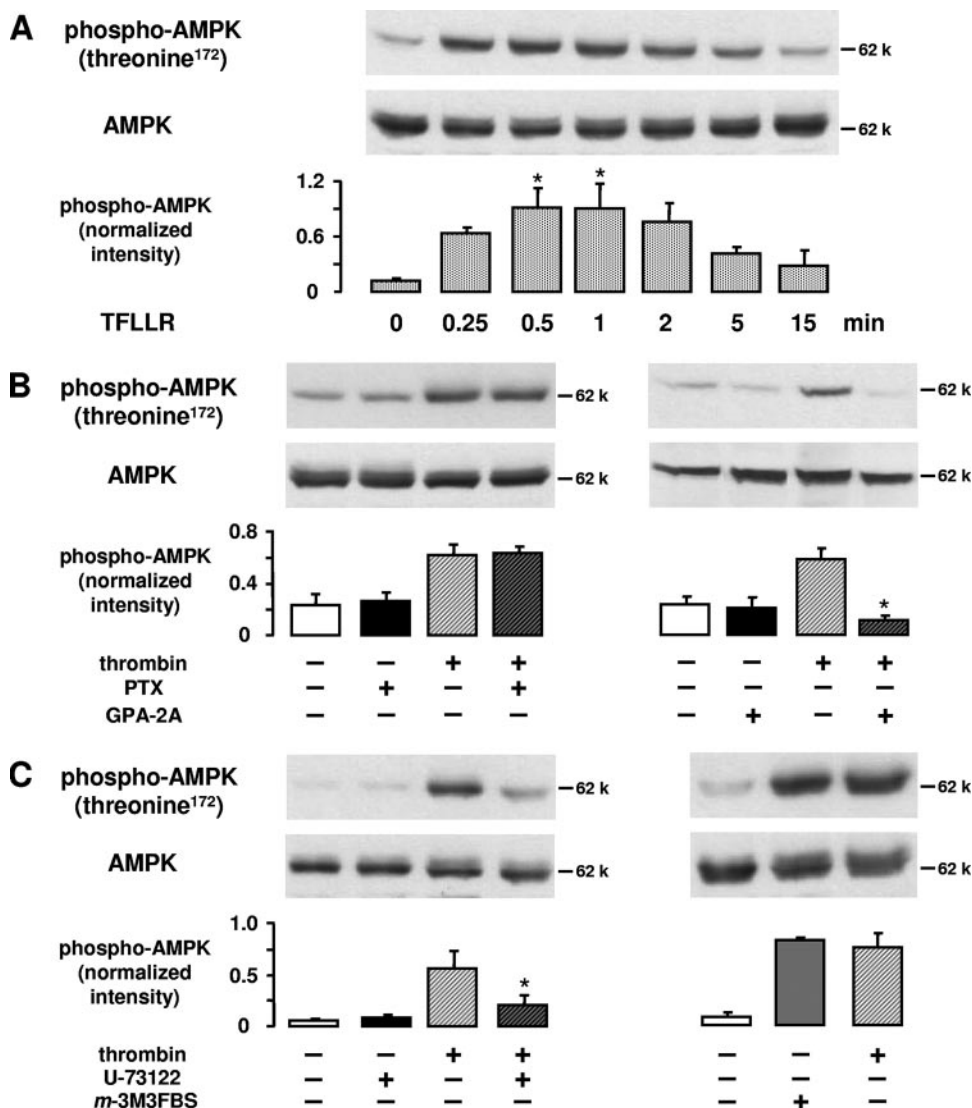 A
phospho-AMPK
(threonine¹⁷²)
62 k
AMPK
62 k
phospho-AMPK
(normalized
intensity)
1.2
0.6
0
* *
TFLLR 0 0.25 0.5 1 2 5 15 min
B
phospho-AMPK
(threonine¹⁷²)
62 k 62 k
AMPK
62 k 62 k
phospho-AMPK
(normalized
intensity)
0.8
0.4
0
*
thrombin − − + + − − + +
PTX − + − + − − − −
GPA-2A − − − − − + − +
C
phospho-AMPK
(threonine¹⁷²)
62 k 62 k
AMPK
62 k 62 k
phospho-AMPK
(normalized
intensity)
1.0
0.5
0
*
thrombin − − + + − − +
U-73122 − + − + − − −
m-3M3FBS − − − − − + −